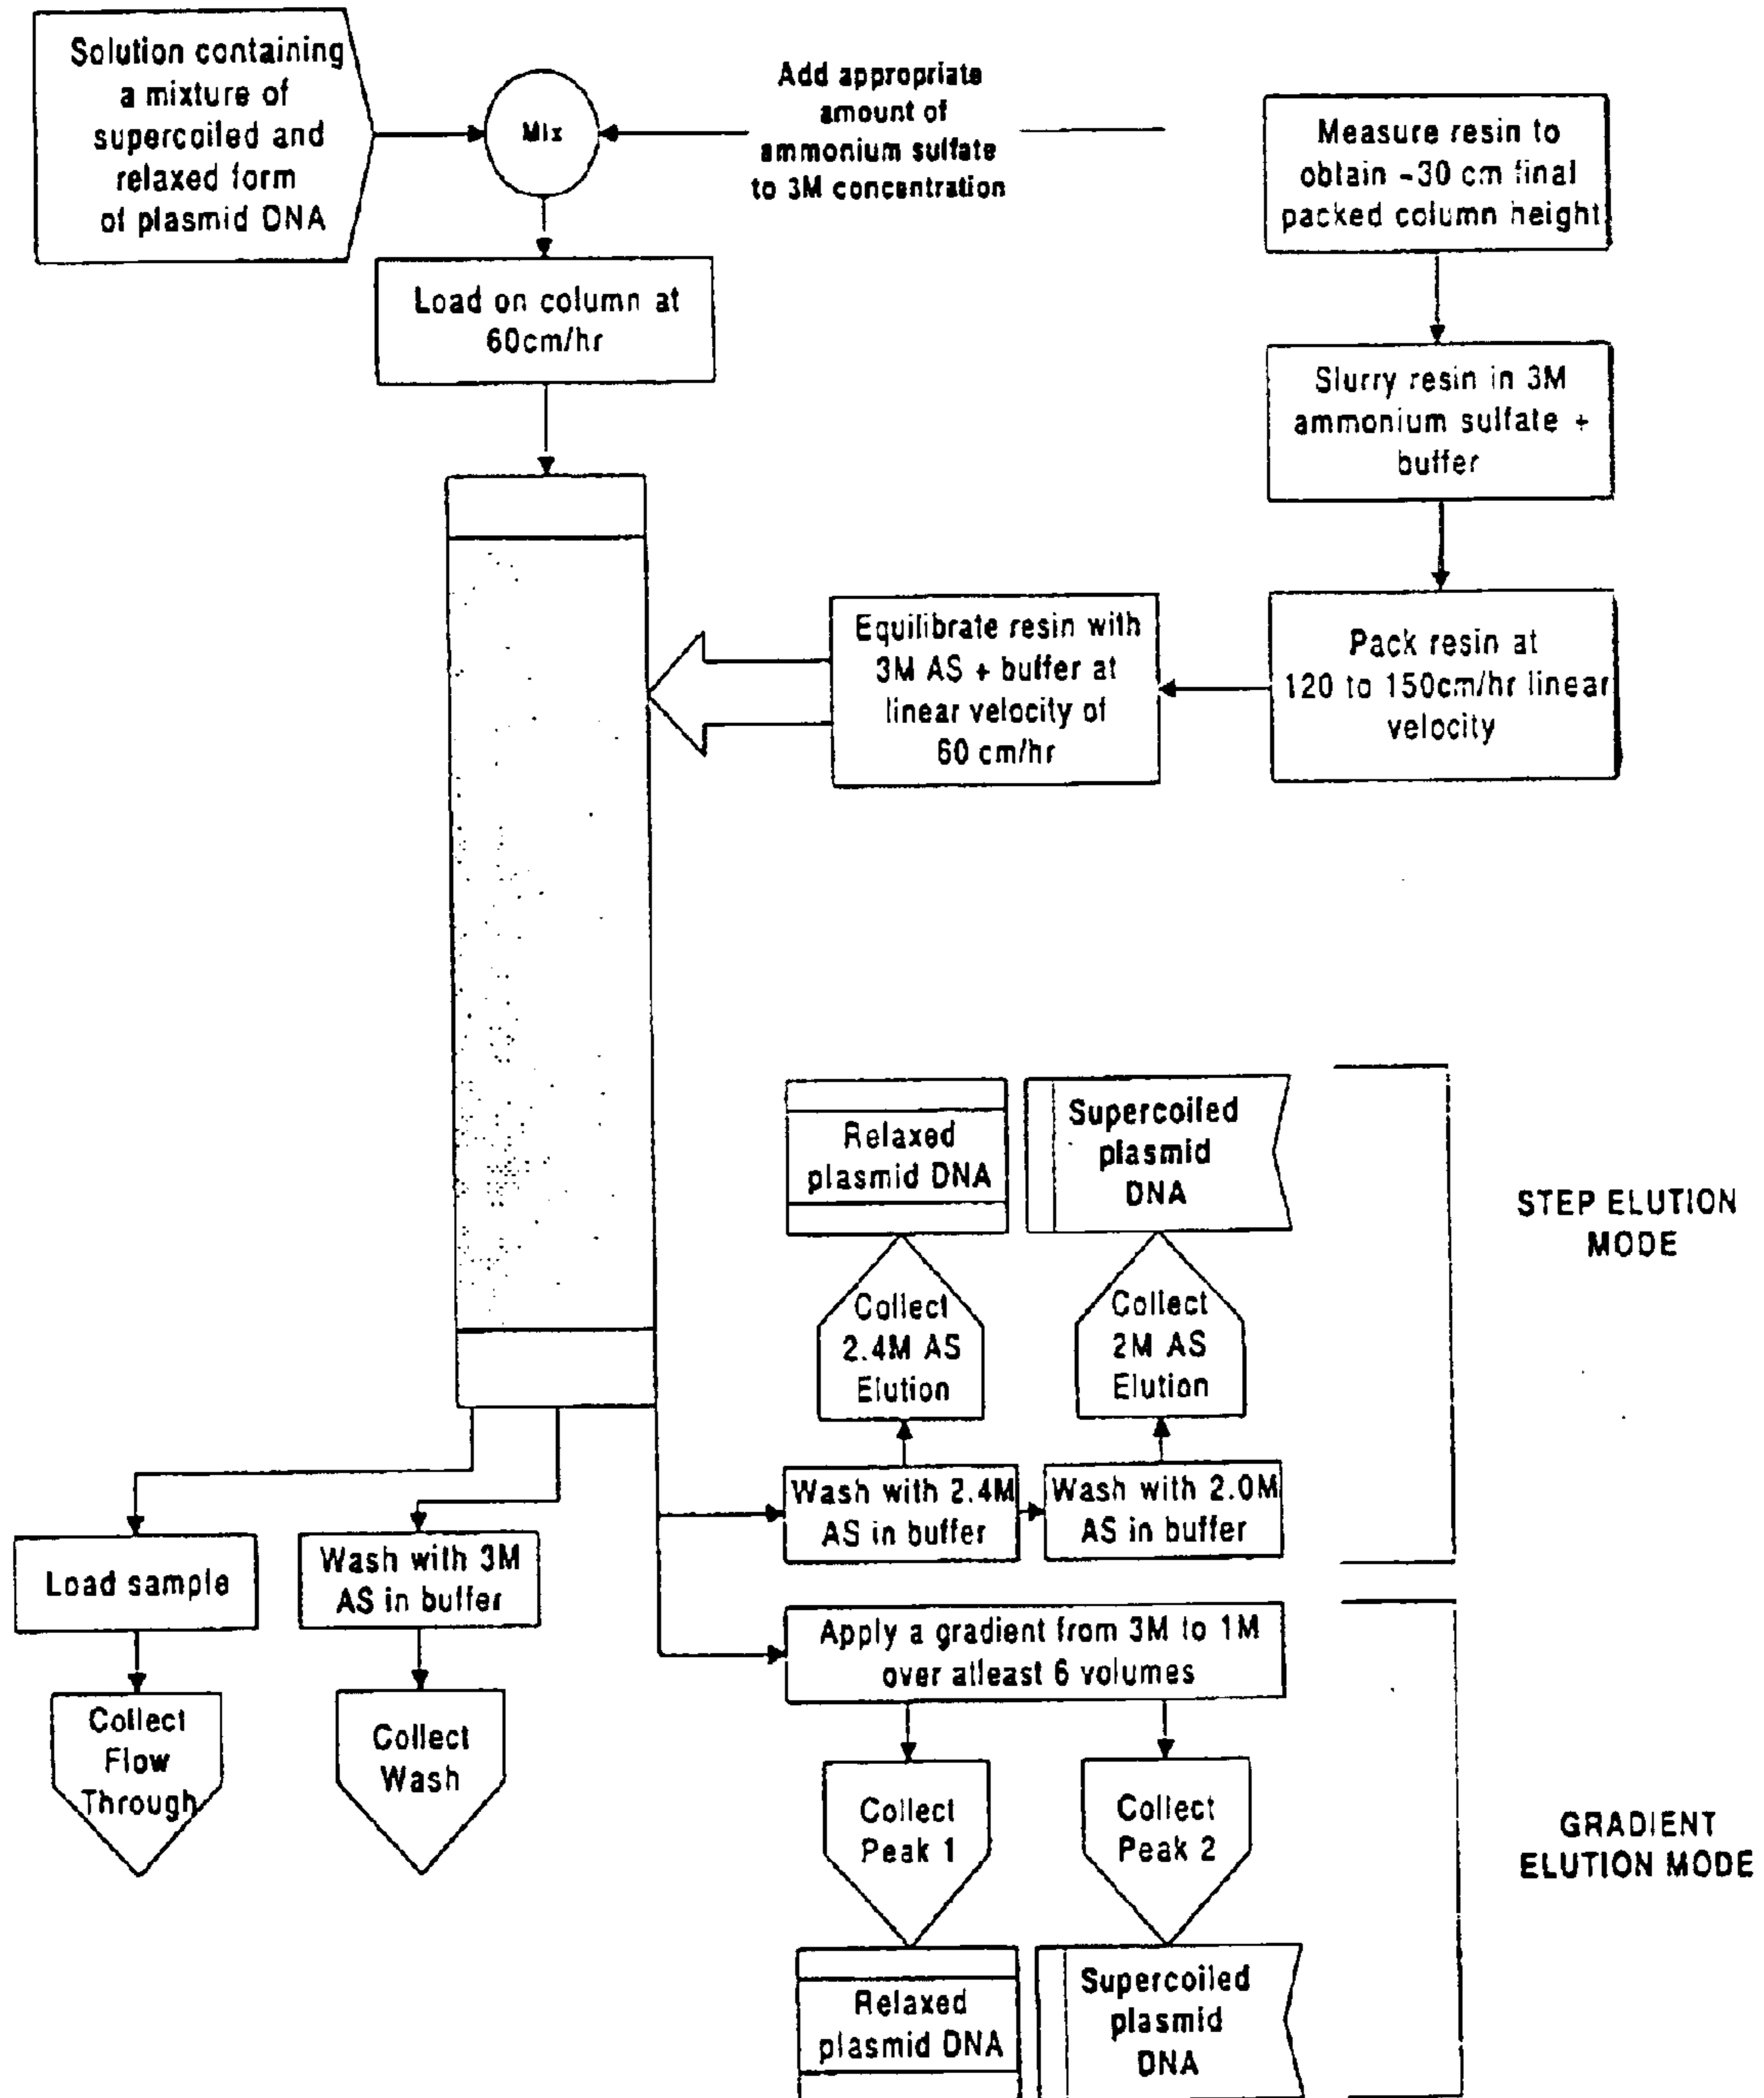 Solution containing
a mixture of
supercoiled and
relaxed form
of plasmid DNA
Mix
Add appropriate
amount of
ammonium sulfate
to 3M concentration
Measure resin to
obtain ~30 cm final
packed column height
Load on column at
60cm/hr
Slurry resin in 3M
ammonium sulfate +
buffer
Equilibrate resin with
3M AS + buffer at
linear velocity of
60 cm/hr
Pack resin at
120 to 150cm/hr linear
velocity
Relaxed
plasmid DNA
Supercoiled
plasmid
DNA
STEP ELUTION
MODE
Collect
2.4M AS
Elution
Collect
2M AS
Elution
Wash with 2.4M
AS in buffer
Wash with 2.0M
AS in buffer
Load sample
Wash with 3M
AS in buffer
Apply a gradient from 3M to 1M
over atleast 6 volumes
Collect
Flow
Through
Collect
Wash
Collect
Peak 1
Collect
Peak 2
GRADIENT
ELUTION MODE
Relaxed
plasmid DNA
Supercoiled
plasmid
DNA